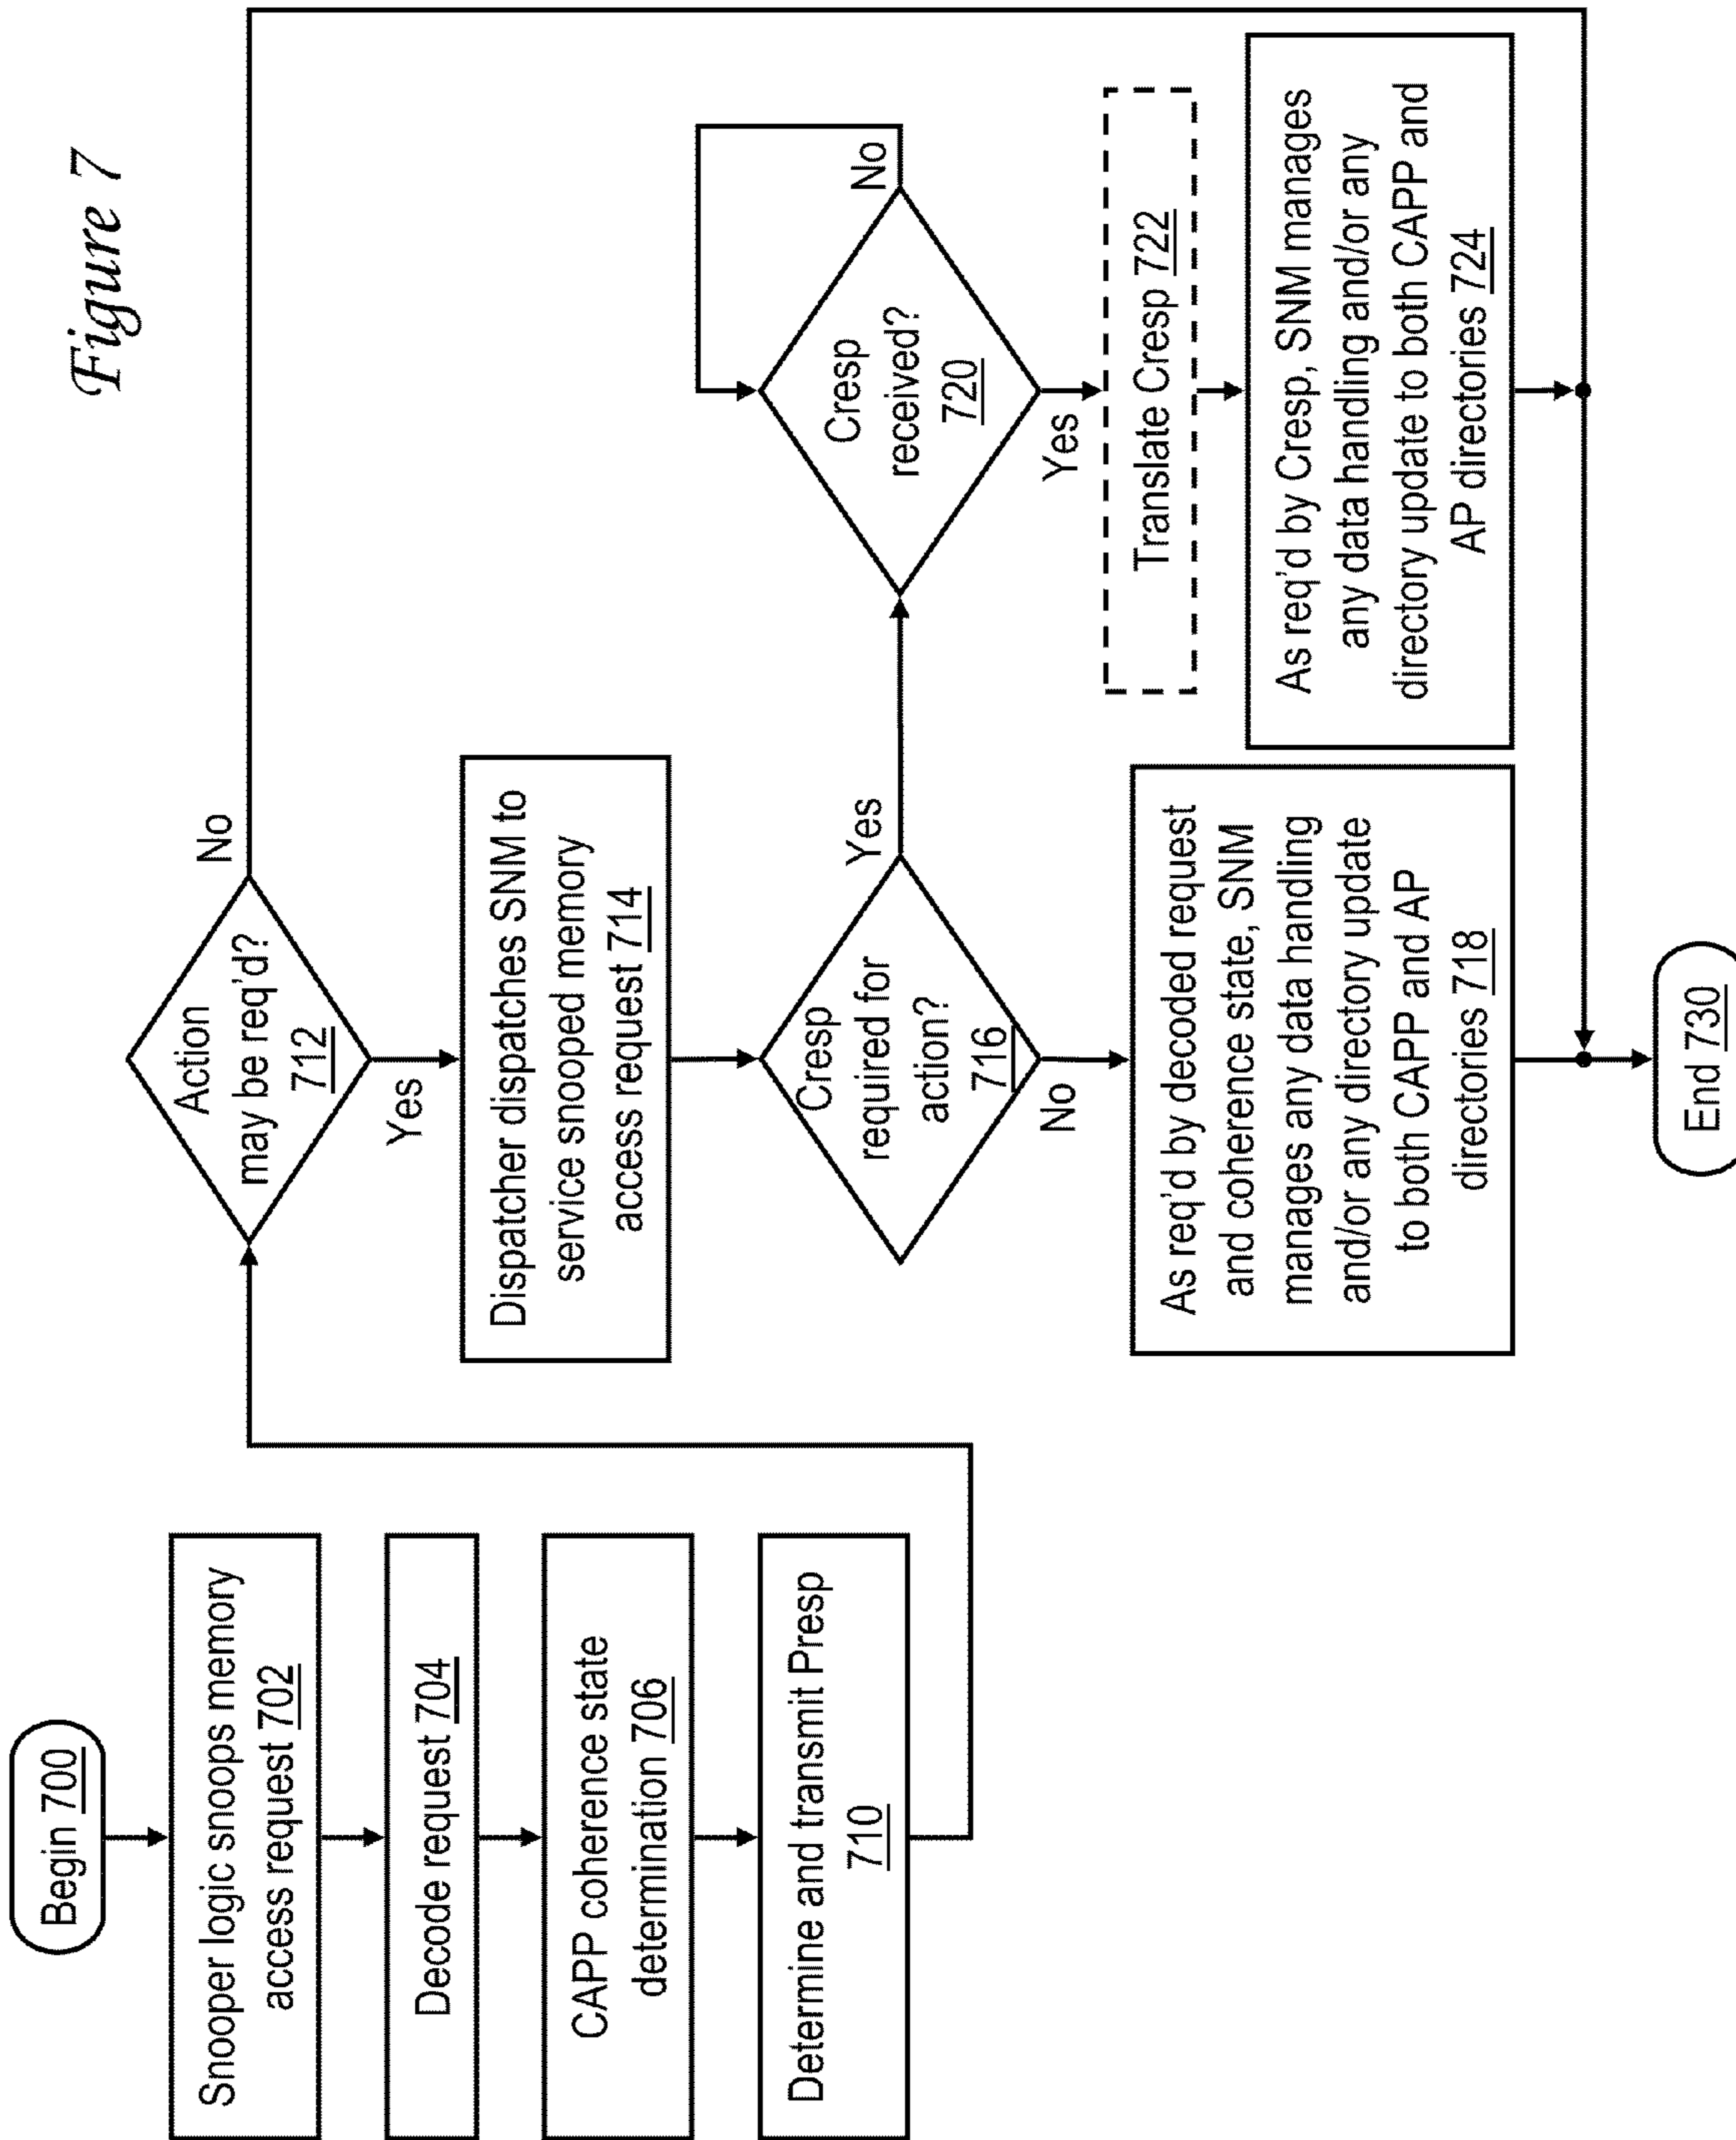 Figure 7
Begin 700
Snooper logic snoops memory
access request 702
Decode request 704
CAPP coherence state
determination 706
Determine and transmit Presp
710
Action
may be req'd?
712
No
Yes
Dispatcher dispatches SNM to
service snooped memory
access request 714
Cresp
required for
action?
716
Yes
No
As req'd by decoded request
and coherence state, SNM
manages any data handling
and/or any directory update
to both CAPP and AP
directories 718
Cresp
received?
720
No
Yes
Translate Cresp 722
As req'd by Cresp, SNM manages
any data handling and/or any
directory update to both CAPP and
AP directories 724
End 730